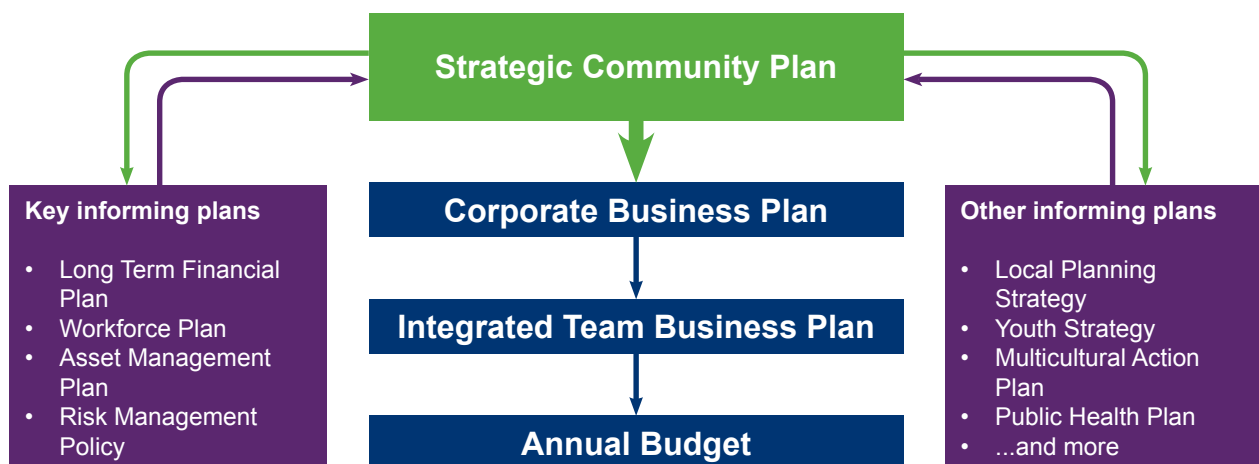 Strategic Community Plan
Key informing plans
• Long Term Financial
Plan
• Workforce Plan
• Asset Management
Plan
• Risk Management
Policy
Corporate Business Plan
Integrated Team Business Plan
Annual Budget
Other informing plans
• Local Planning
Strategy
• Youth Strategy
• Multicultural Action
Plan
• Public Health Plan
• ...and more